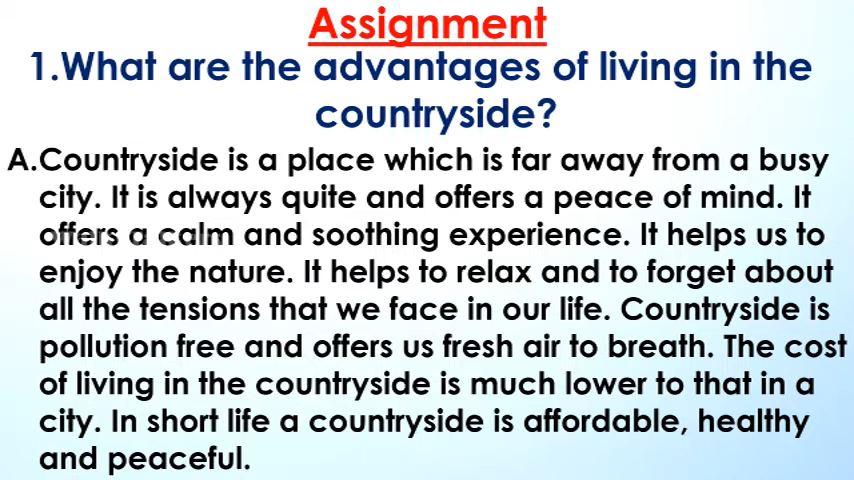 Assignment
1.What are the advantages of living in the
countryside?
A.Countryside is a place which is far away from a busy
city. It is always quite and offers a peace of mind. It
offers a calm and soothing experience. It helps us to
enjoy the nature. It helps to relax and to forget about
all the tensions that we face in our life. Countryside is
pollution free and offers us fresh air to breath. The cost
of living in the countryside is much lower to that in a
city. In short life a countryside is affordable, healthy
and peaceful.